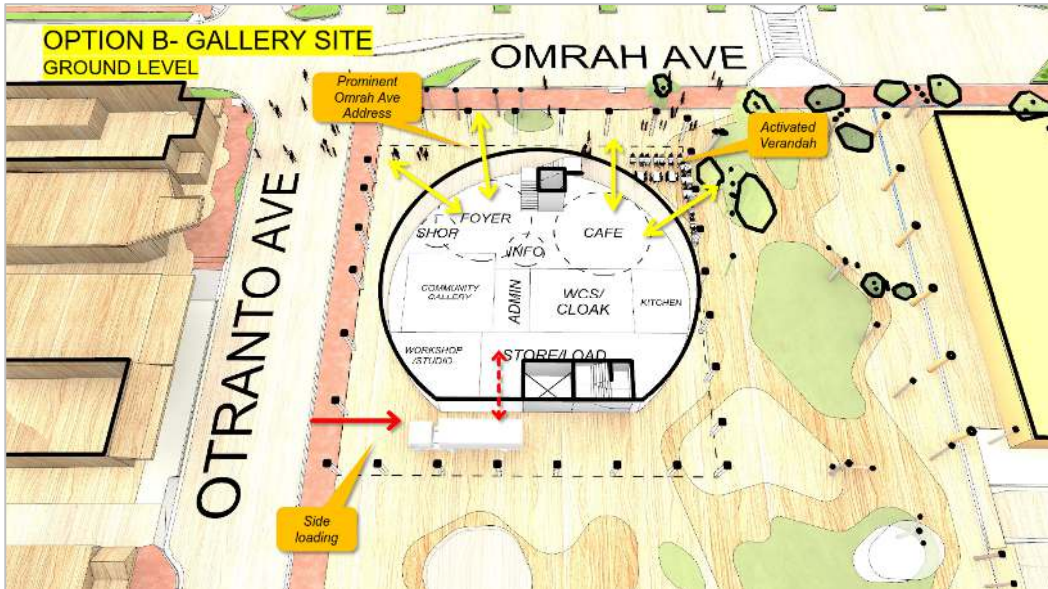 OPTION B- GALLERY SITE
GROUND LEVEL
OMRAH AVE
Prominent
Omrah Ave
Address
Activated
Verandah
OTRANTO AVE
FOYER
SHOP
INFO
CAFE
COMMUNITY
GALLERY
ADMIN
WCS/
CLOAK
KITCHEN
WORKSHOP
/STUDIO
STORE/LOAD
Side
loading